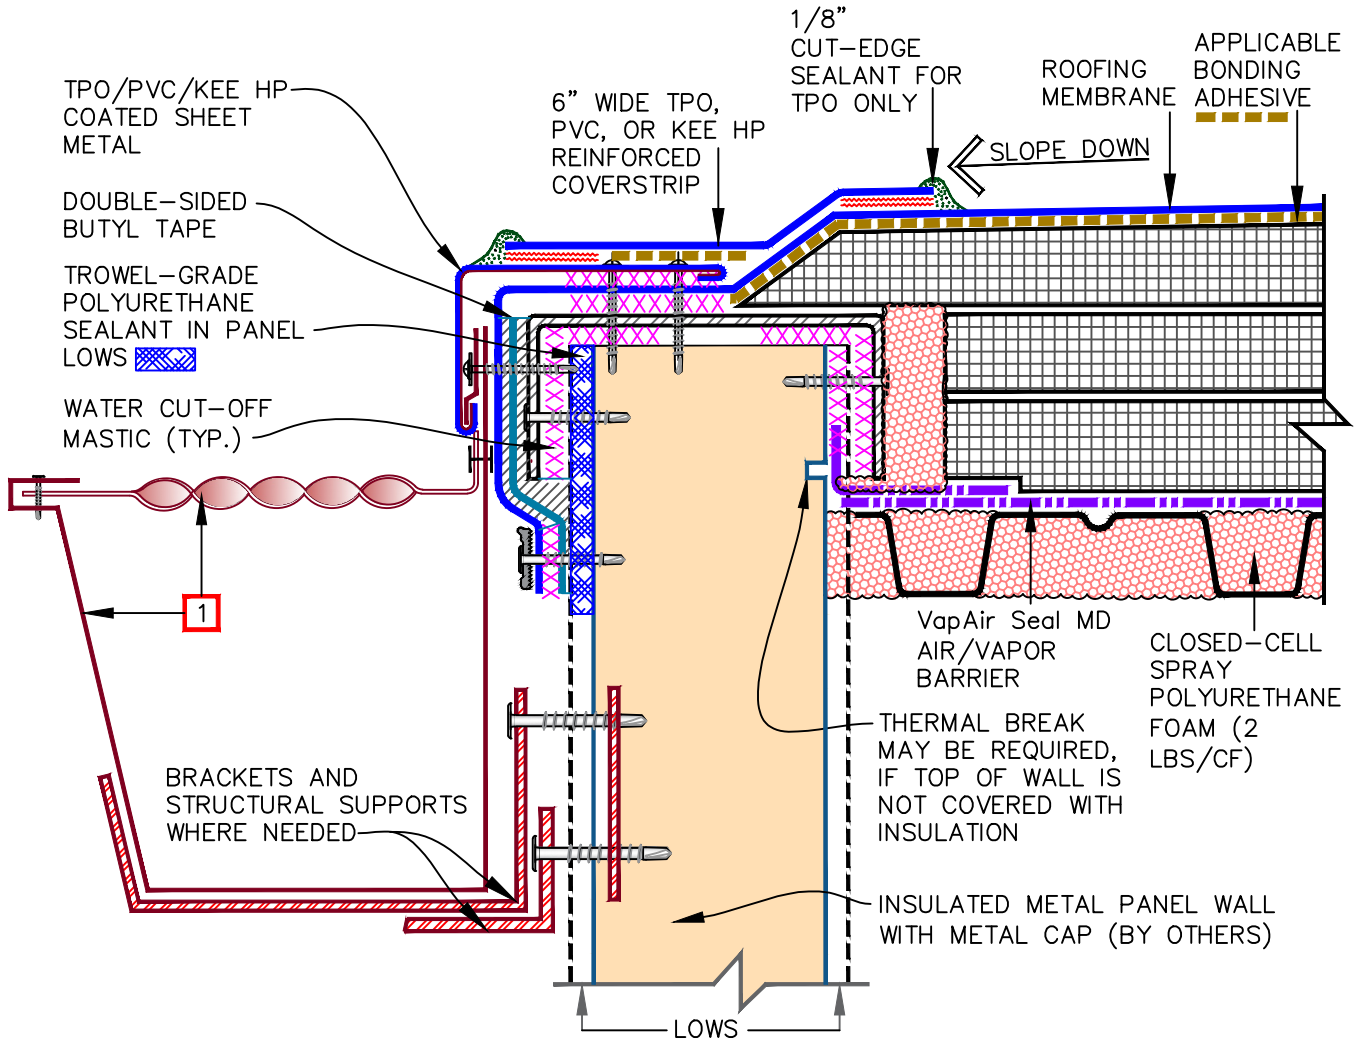 1/8”
CUT-EDGE
SEALANT FOR
TPO ONLY
APPLICABLE
BONDING
ADHESIVE
ROOFING
MEMBRANE
TPO/PVC/KEE HP
COATED SHEET
METAL
6” WIDE TPO,
PVC, OR KEE HP
REINFORCED
COVERSTRIP
SLOPE DOWN
DOUBLE-SIDED
BUTYL TAPE
TROWEL-GRADE
POLYURETHANE
SEALANT IN PANEL
LOWS
WATER CUT-OFF
MASTIC (TYP.)
1
VapAir Seal MD
AIR/VAPOR
BARRIER
CLOSED-CELL
SPRAY
POLYURETHANE
FOAM (2
LBS/CF)
THERMAL BREAK
MAY BE REQUIRED,
IF TOP OF WALL IS
NOT COVERED WITH
INSULATION
BRACKETS AND
STRUCTURAL SUPPORTS
WHERE NEEDED
INSULATED METAL PANEL WALL
WITH METAL CAP (BY OTHERS)
LOWS